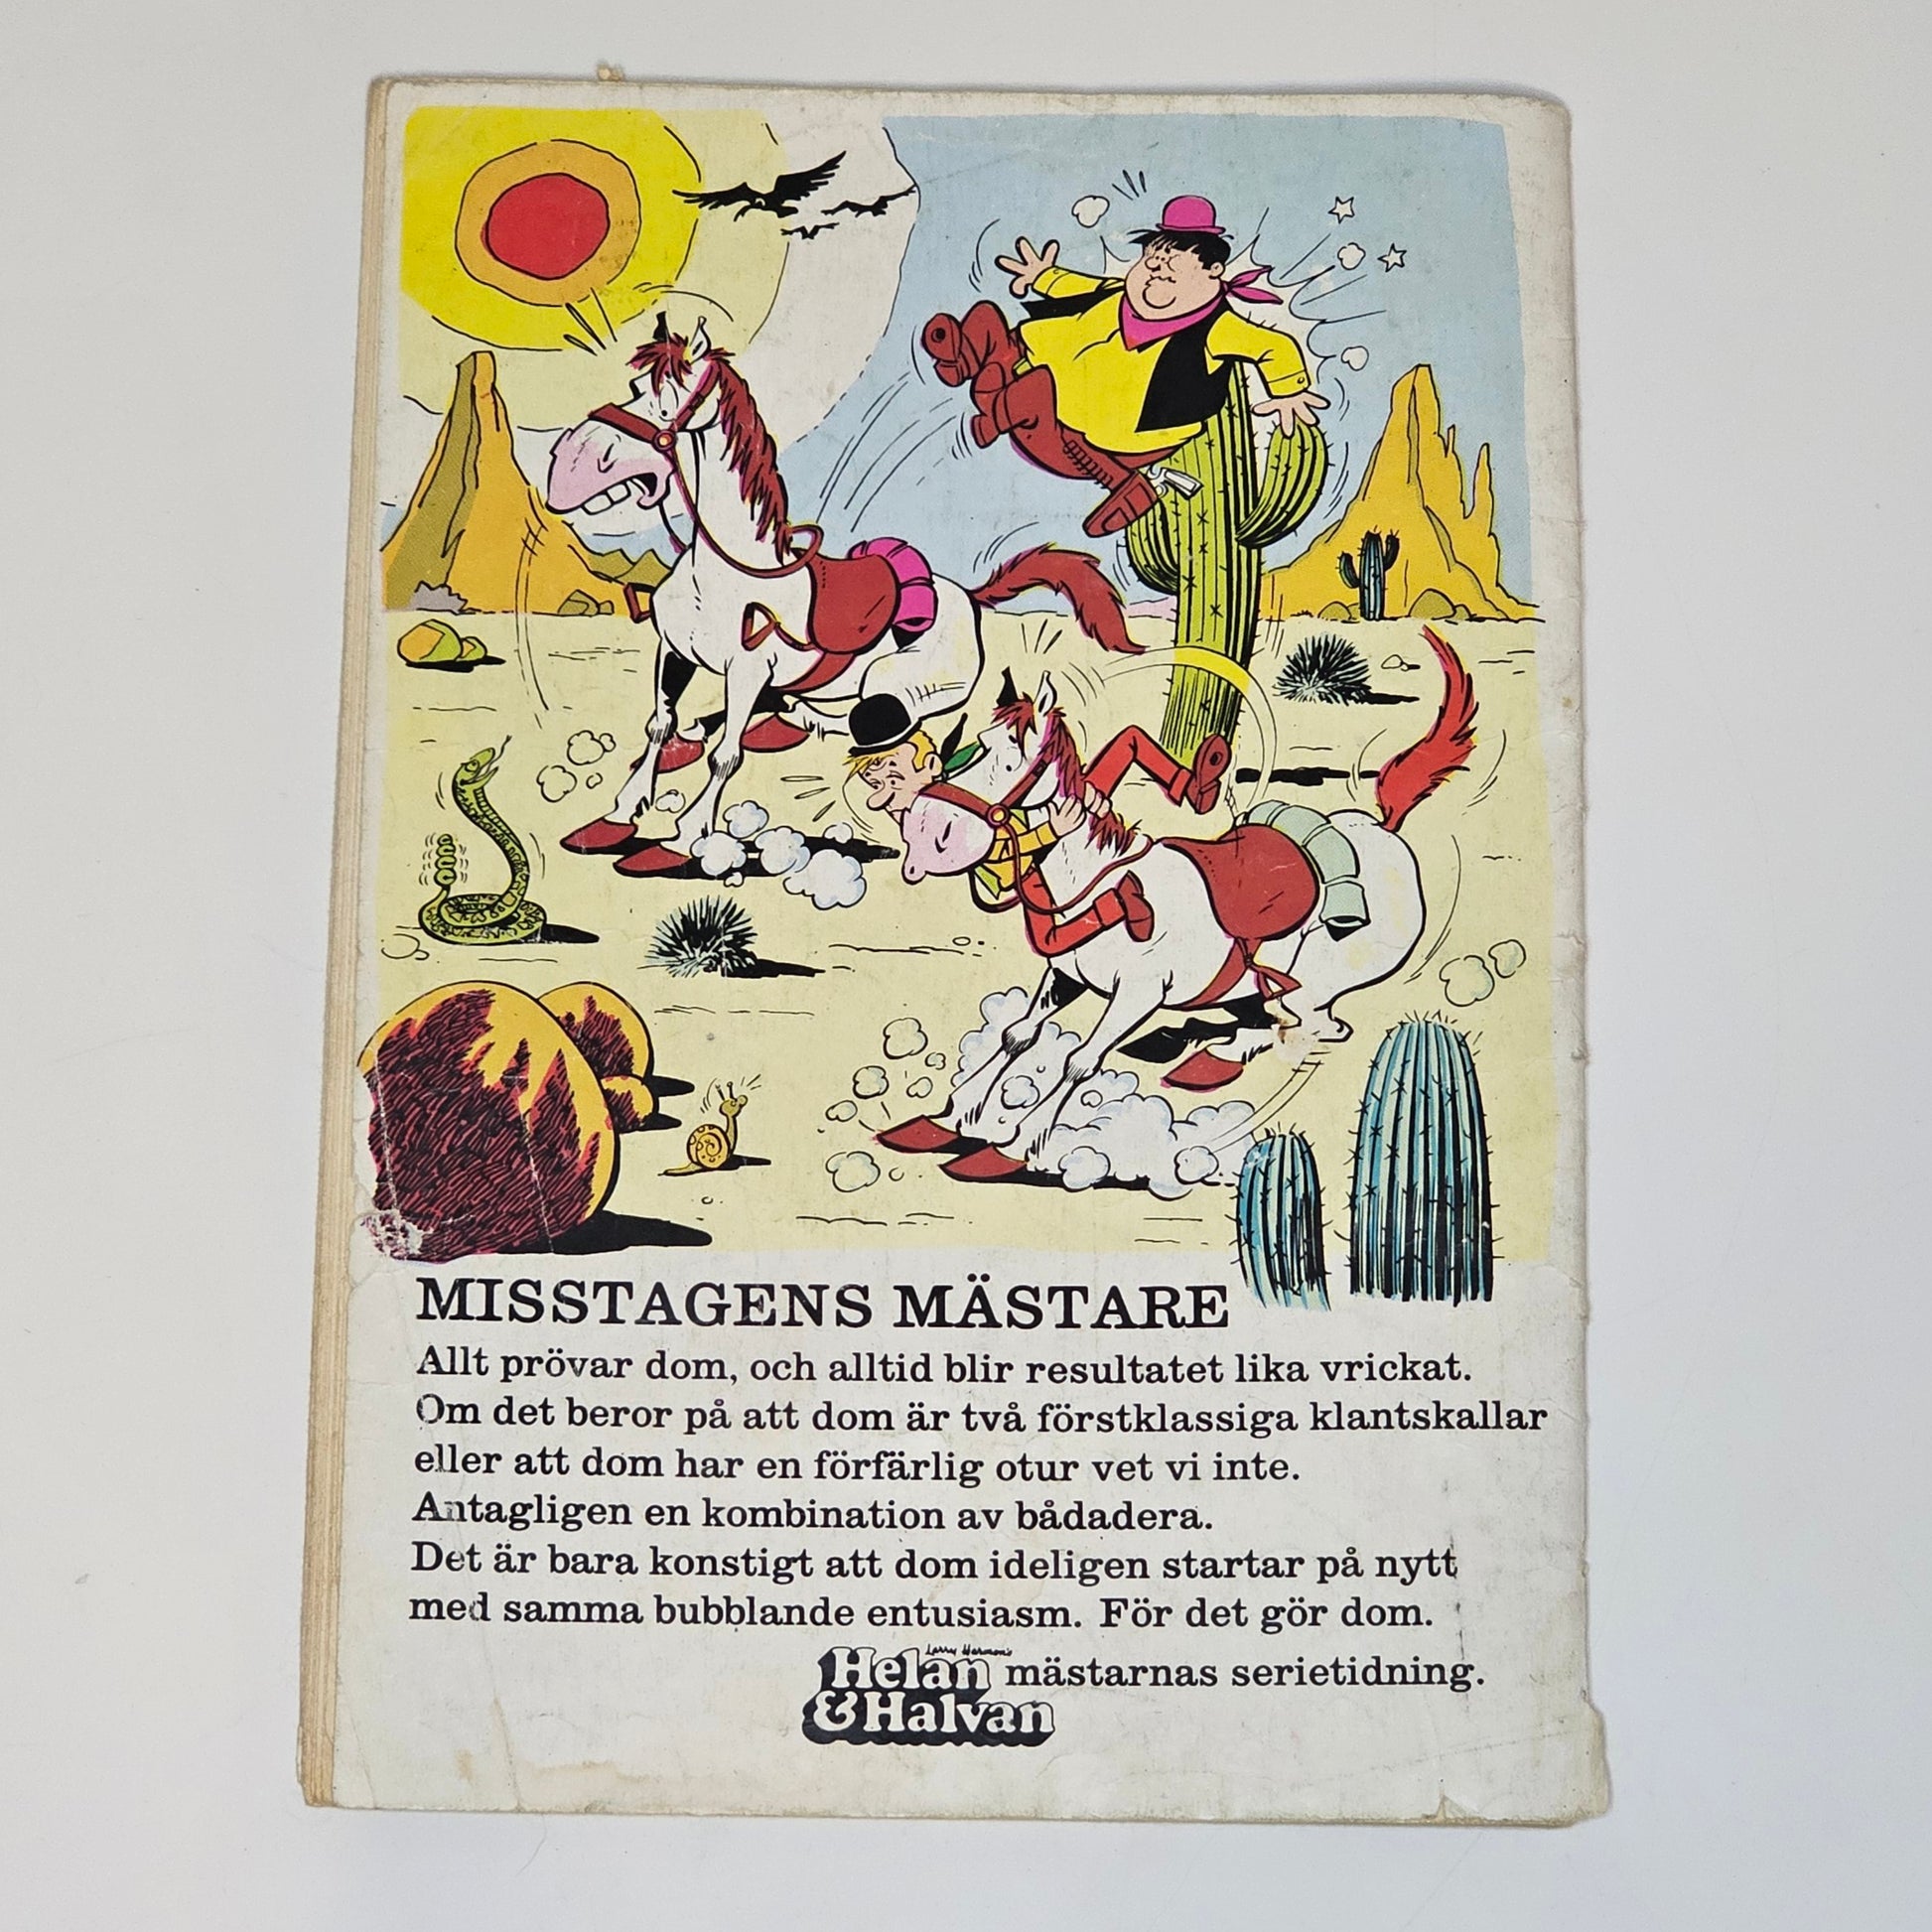 MISSTAGENS MÄSTARE
Allt prövar dom, och alltid blir resultatet lika vrickat.
Om det beror på att dom är två förstklassiga klantskallar
eller att dom har en förfärlig otur vet vi inte.
Antagligen en kombination av bådadera.
Det är bara konstigt att dom ideligen startar på nytt
med samma bubblande entusiasm. För det gör dom.
Larry Harmon's
Helan mästarnas serietidning.
&Halvan